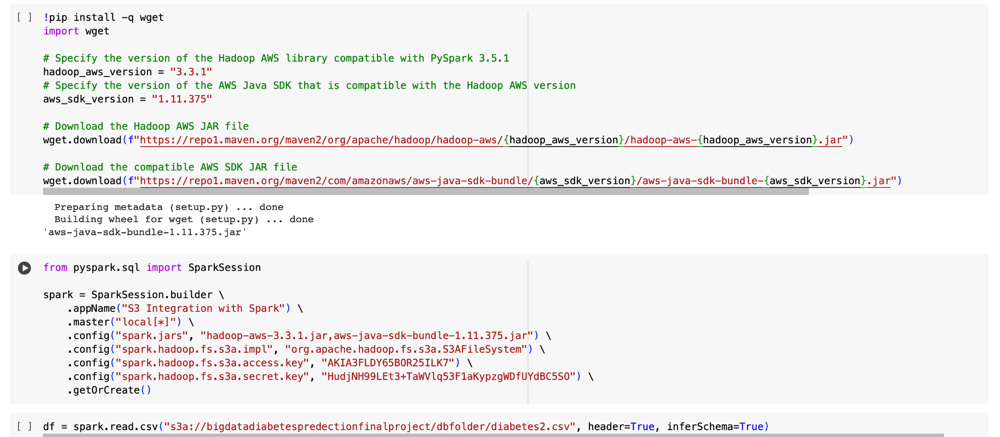 [ ] !pip install -q wget
import wget
# Specify the version of the Hadoop AWS library compatible with PySpark 3.5.1
hadoop_aws_version = "3.3.1"
# Specify the version of the AWS Java SDK that is compatible with the Hadoop AWS version
aws_sdk_version = "1.11.375"
# Download the Hadoop AWS JAR file
wget.download(f"https://repo1.maven.org/maven2/org/apache/hadoop/hadoop-aws/{hadoop_aws_version}/hadoop-aws-{hadoop_aws_version}.jar")
# Download the compatible AWS SDK JAR file
wget.download(f"https://repo1.maven.org/maven2/com/amazonaws/aws-java-sdk-bundle/{aws_sdk_version}/aws-java-sdk-bundle-{aws_sdk_version}.jar")
Preparing metadata (setup.py) ... done
Building wheel for wget (setup.py) ... done
'aws-java-sdk-bundle-1.11.375.jar'
from pyspark.sql import SparkSession
spark = SparkSession.builder \
.appName("S3 Integration with Spark") \
.master("local[*]") \
.config("spark.jars", "hadoop-aws-3.3.1.jar,aws-java-sdk-bundle-1.11.375.jar") \
.config("spark.hadoop.fs.s3a.impl", "org.apache.hadoop.fs.s3a.S3AFileSystem") \
.config("spark.hadoop.fs.s3a.access.key", "AKIA3FLDY65BOR25ILK7") \
.config("spark.hadoop.fs.s3a.secret.key", "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") \
.getOrCreate()
[ ] df = spark.read.csv("s3a://bigdatadiabetespredectionfinalproject/dbfolder/diabetes2.csv", header=True, inferSchema=True)